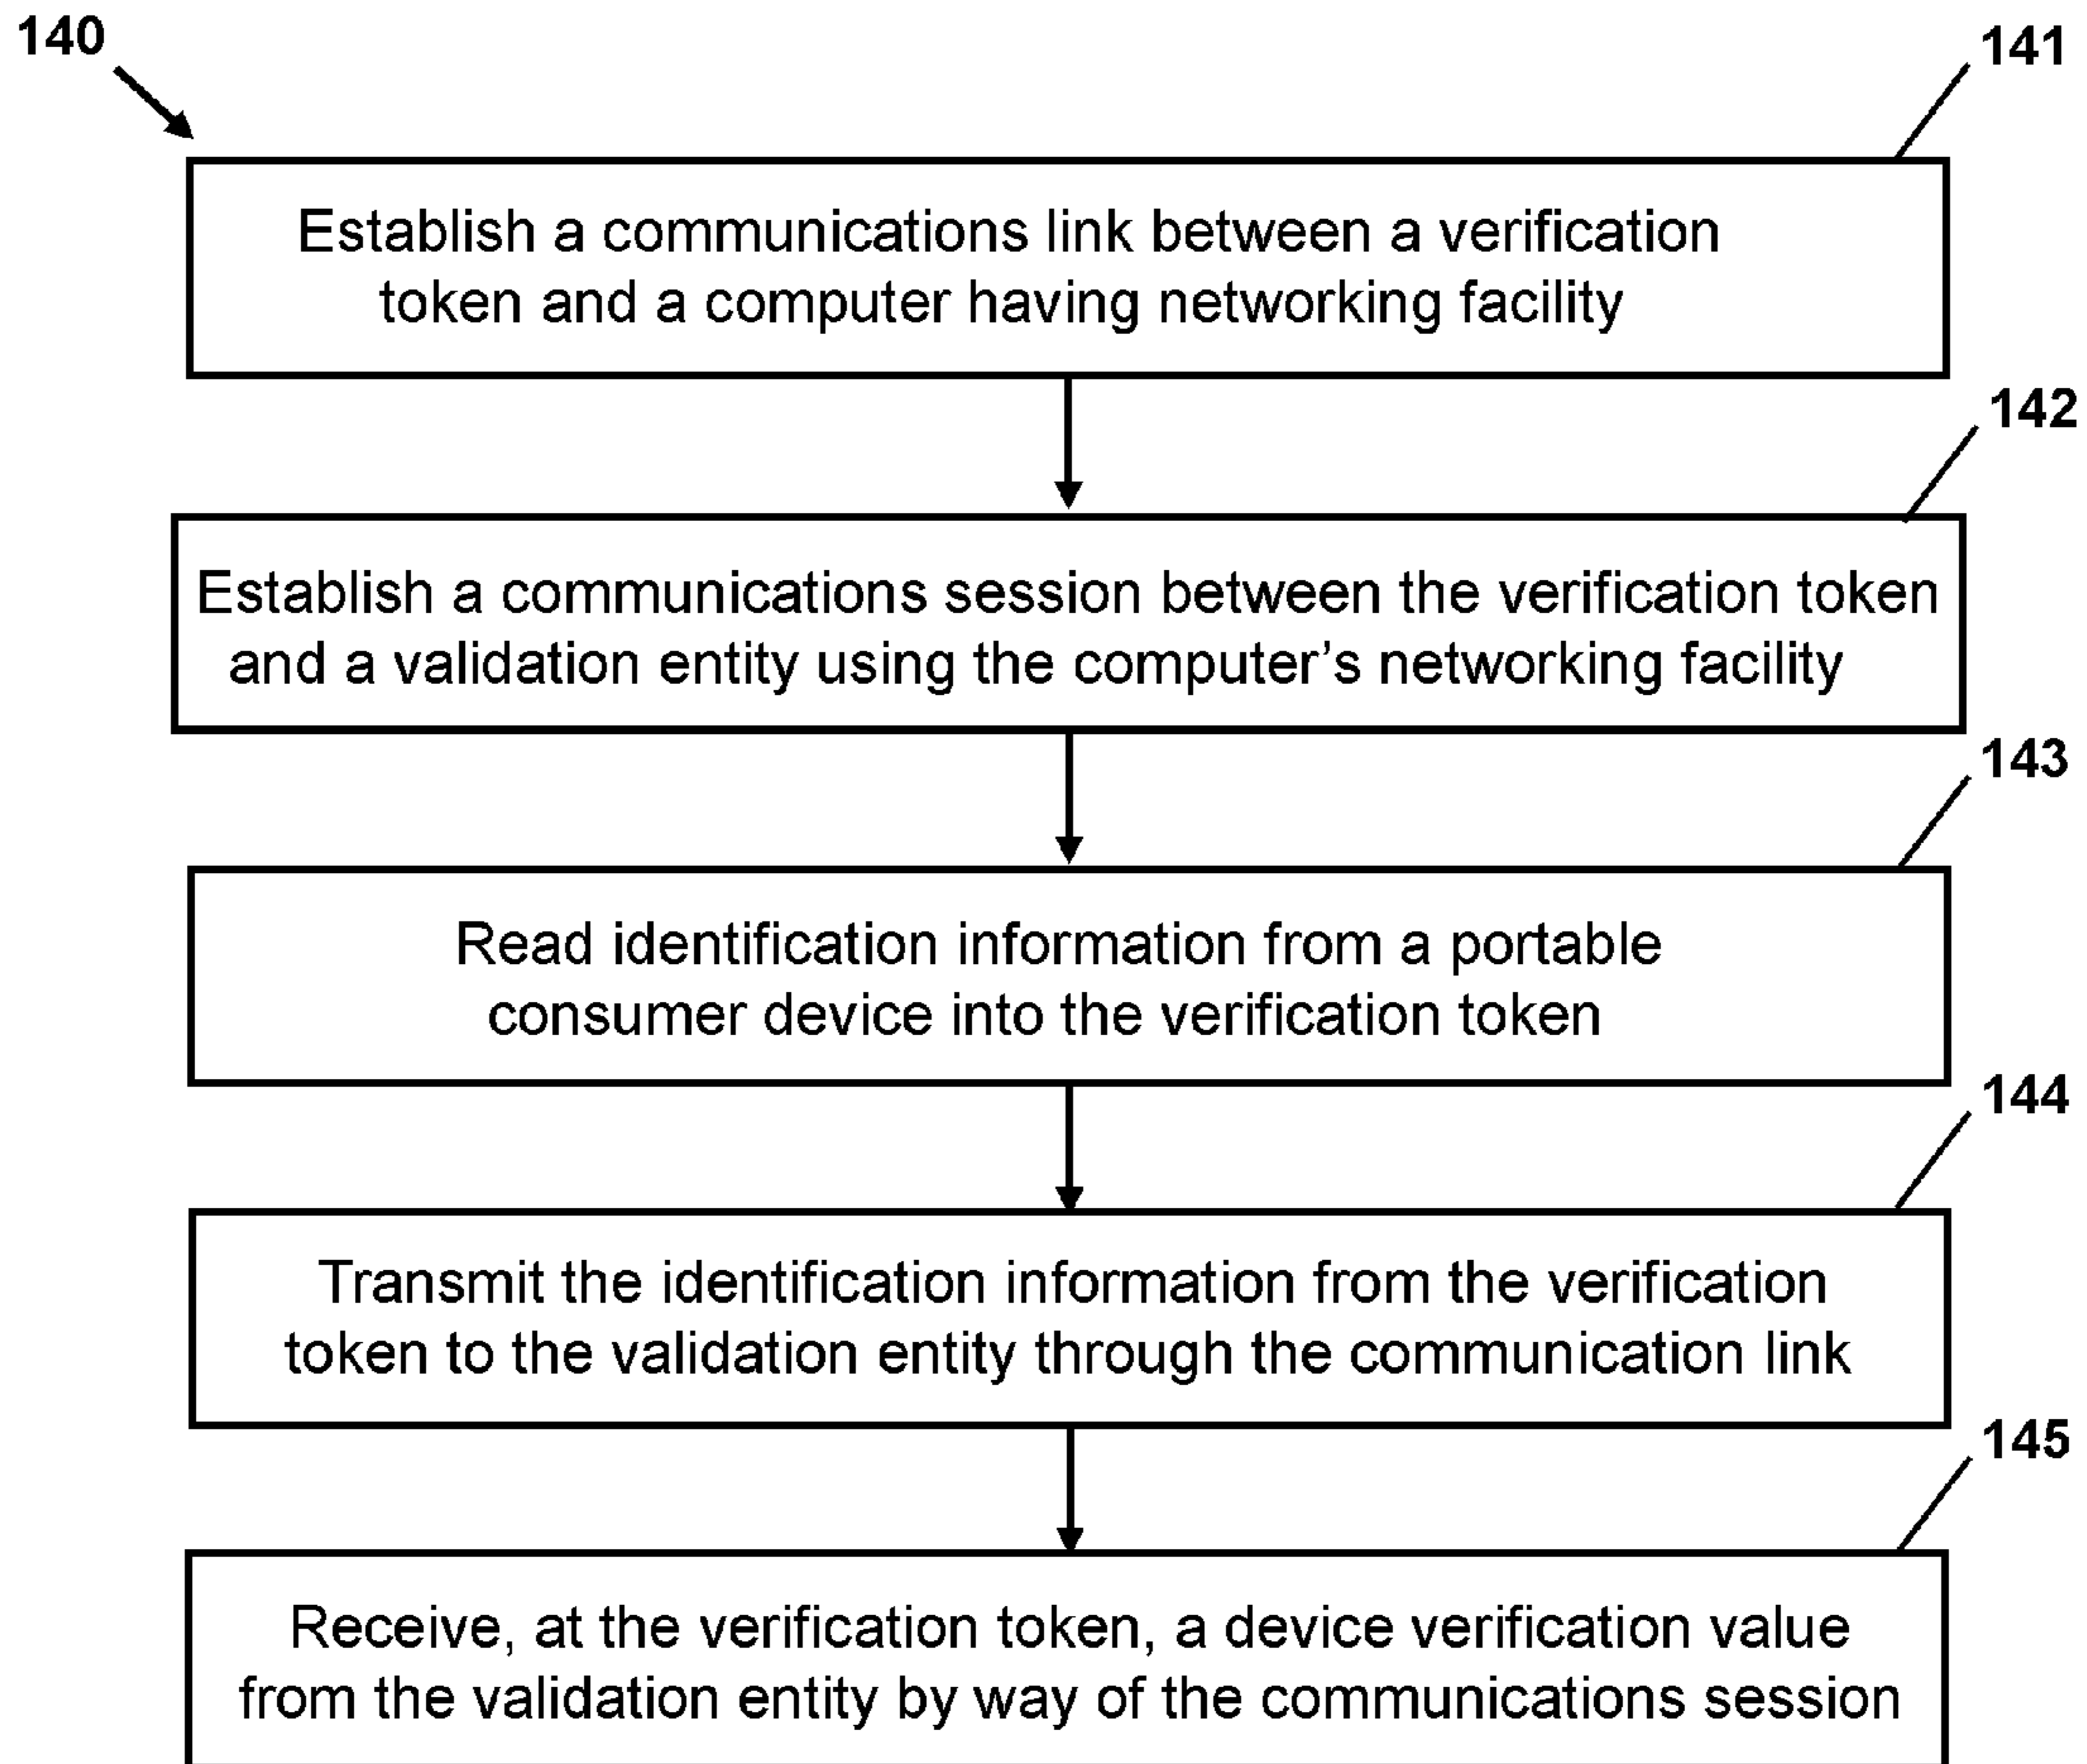 140
141
Establish a communications link between a verification
token and a computer having networking facility
142
Establish a communications session between the verification token
and a validation entity using the computer's networking facility
143
Read identification information from a portable
consumer device into the verification token
144
Transmit the identification information from the verification
token to the validation entity through the communication link
145
Receive, at the verification token, a device verification value
from the validation entity by way of the communications session